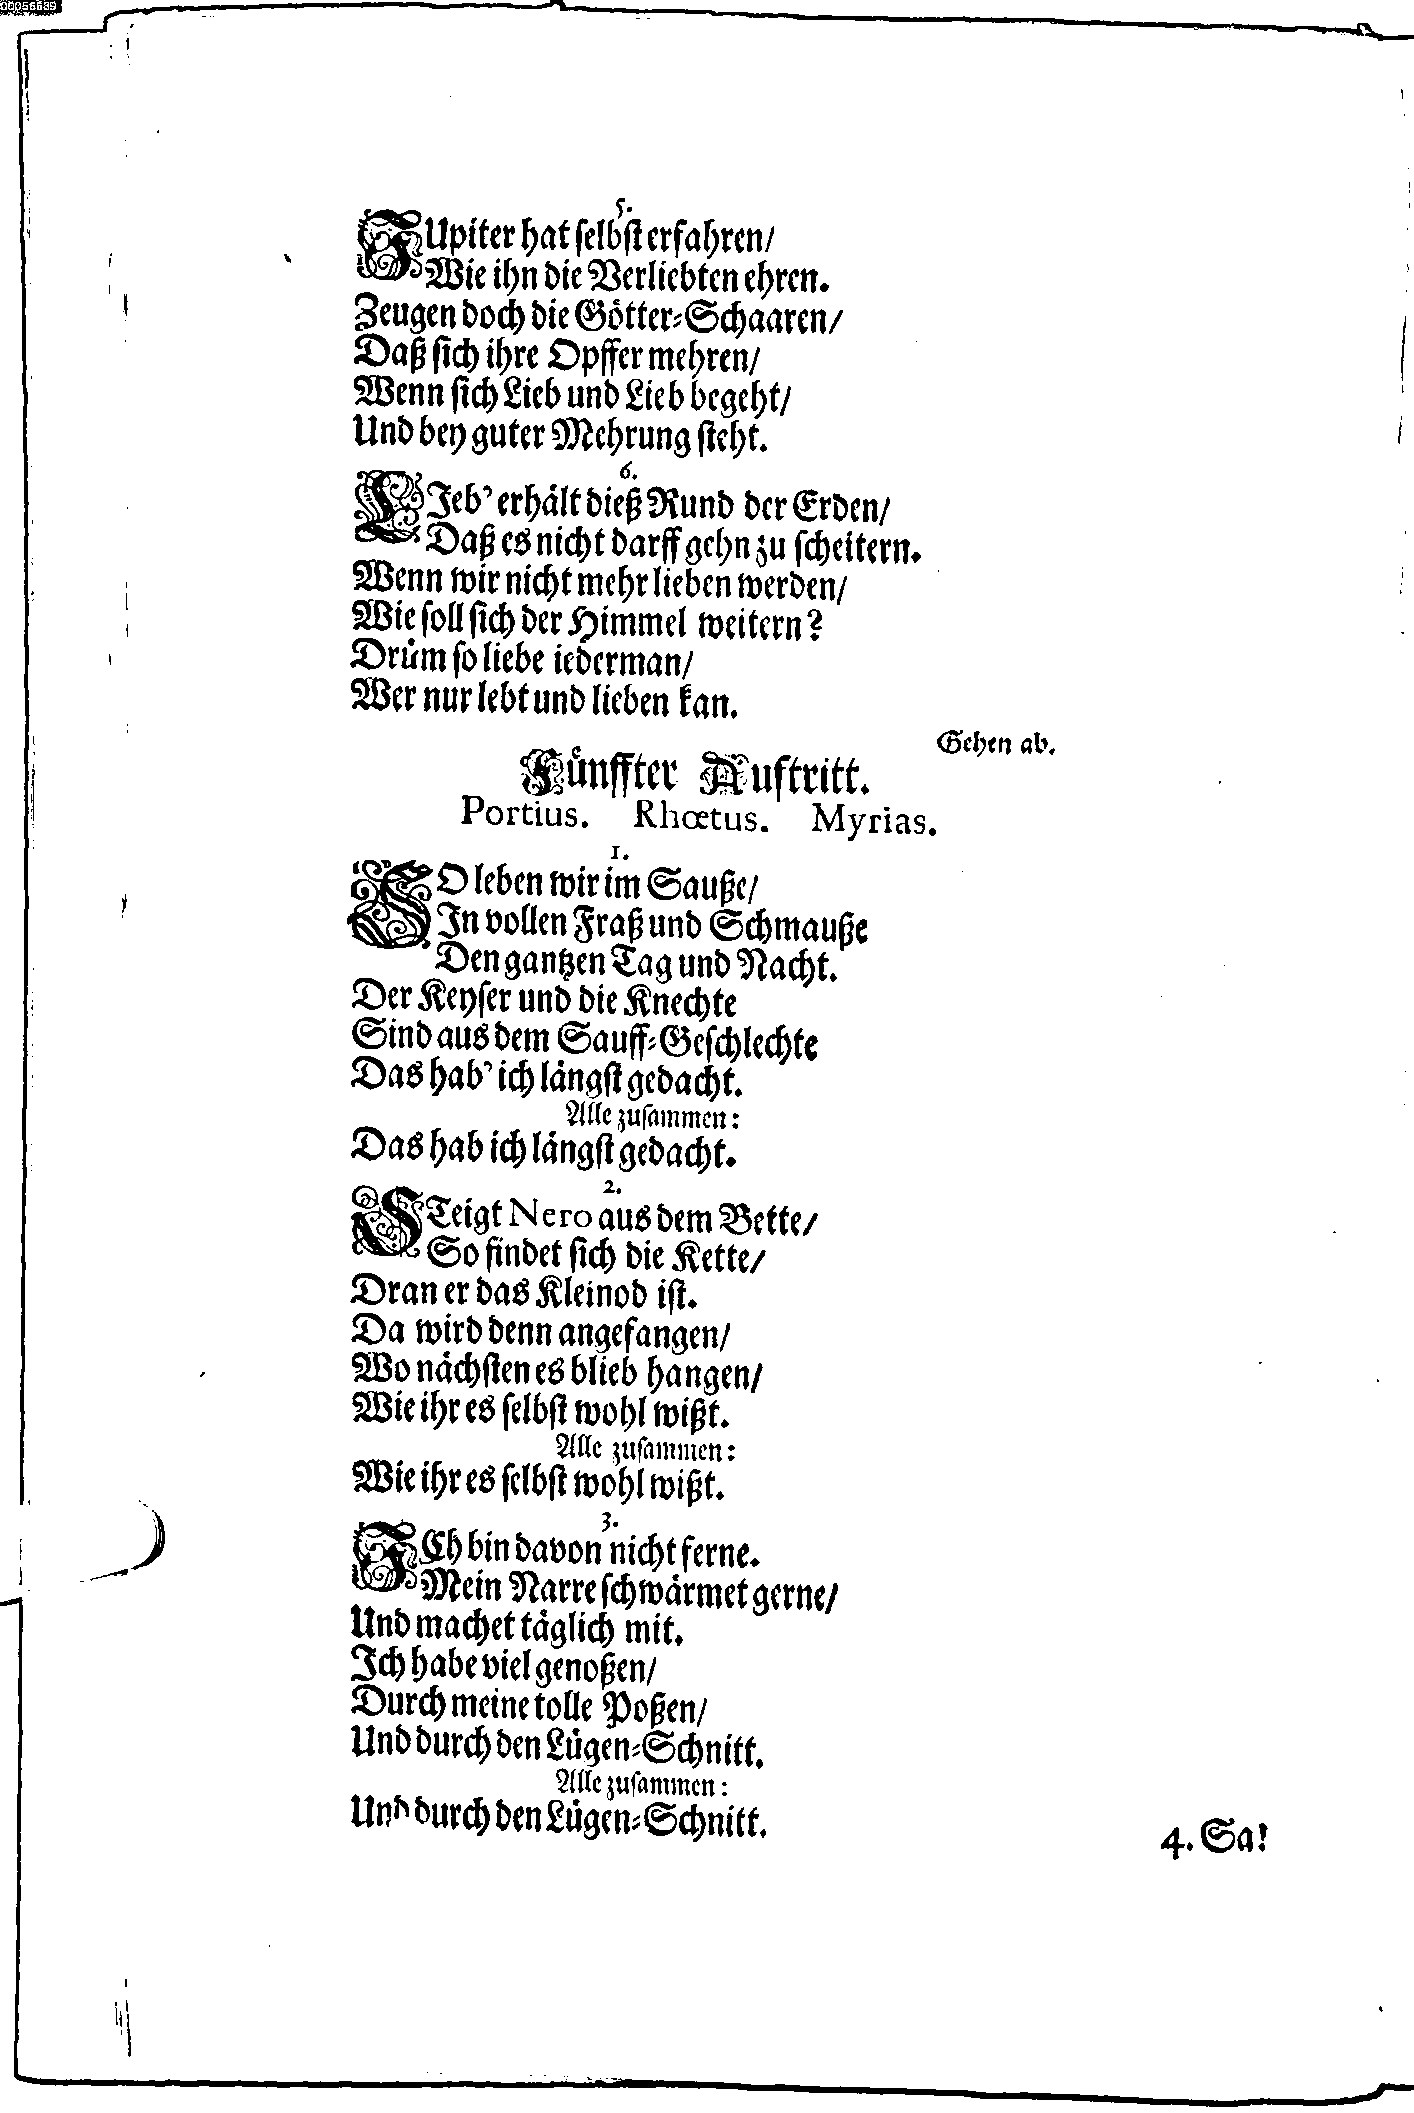 00056589
5.
JUpiter hat selbst erfahren/
Wie ihn die Verliebten ehren.
Zeugen doch die Götter-Schaaren/
Daß sich ihre Opffer mehren/
Wenn sich Lieb und Lieb begeht/
Und bey guter Mehrung steht.
6.
LJeb' erhält dieß Rund der Erden/
Daß es nicht darff gehn zu scheitern.
Wenn wir nicht mehr lieben werden/
Wie soll sich der Himmel weitern?
Drüm so liebe iederman/
Wer nur lebt und lieben kan.
Gehen ab.
Fünffter Auftritt.
Portius. Rhœtus. Myrias.
1.
SO leben wir im Sauße/
In vollen Fraß und Schmauße
Den gantzen Tag und Nacht.
Der Keyser und die Knechte
Sind aus dem Sauff-Geschlechte
Das hab' ich längst gedacht.
Alle zusammen:
Das hab ich längst gedacht.
2.
STeigt Nero aus dem Bette/
So findet sich die Kette/
Dran er das Kleinod ist.
Da wird denn angefangen/
Wo nächsten es blieb hangen/
Wie ihr es selbst wohl wißt.
Alle zusammen:
Wie ihr es selbst wohl wißt.
3.
JCh bin davon nicht ferne.
Mein Narre schwärmet gerne/
Und machet täglich mit.
Ich habe viel genoßen/
Durch meine tolle Poßen/
Und durch den Lügen-Schnitt.
Alle zusammen:
Und durch den Lügen-Schnitt.
4. Sa!